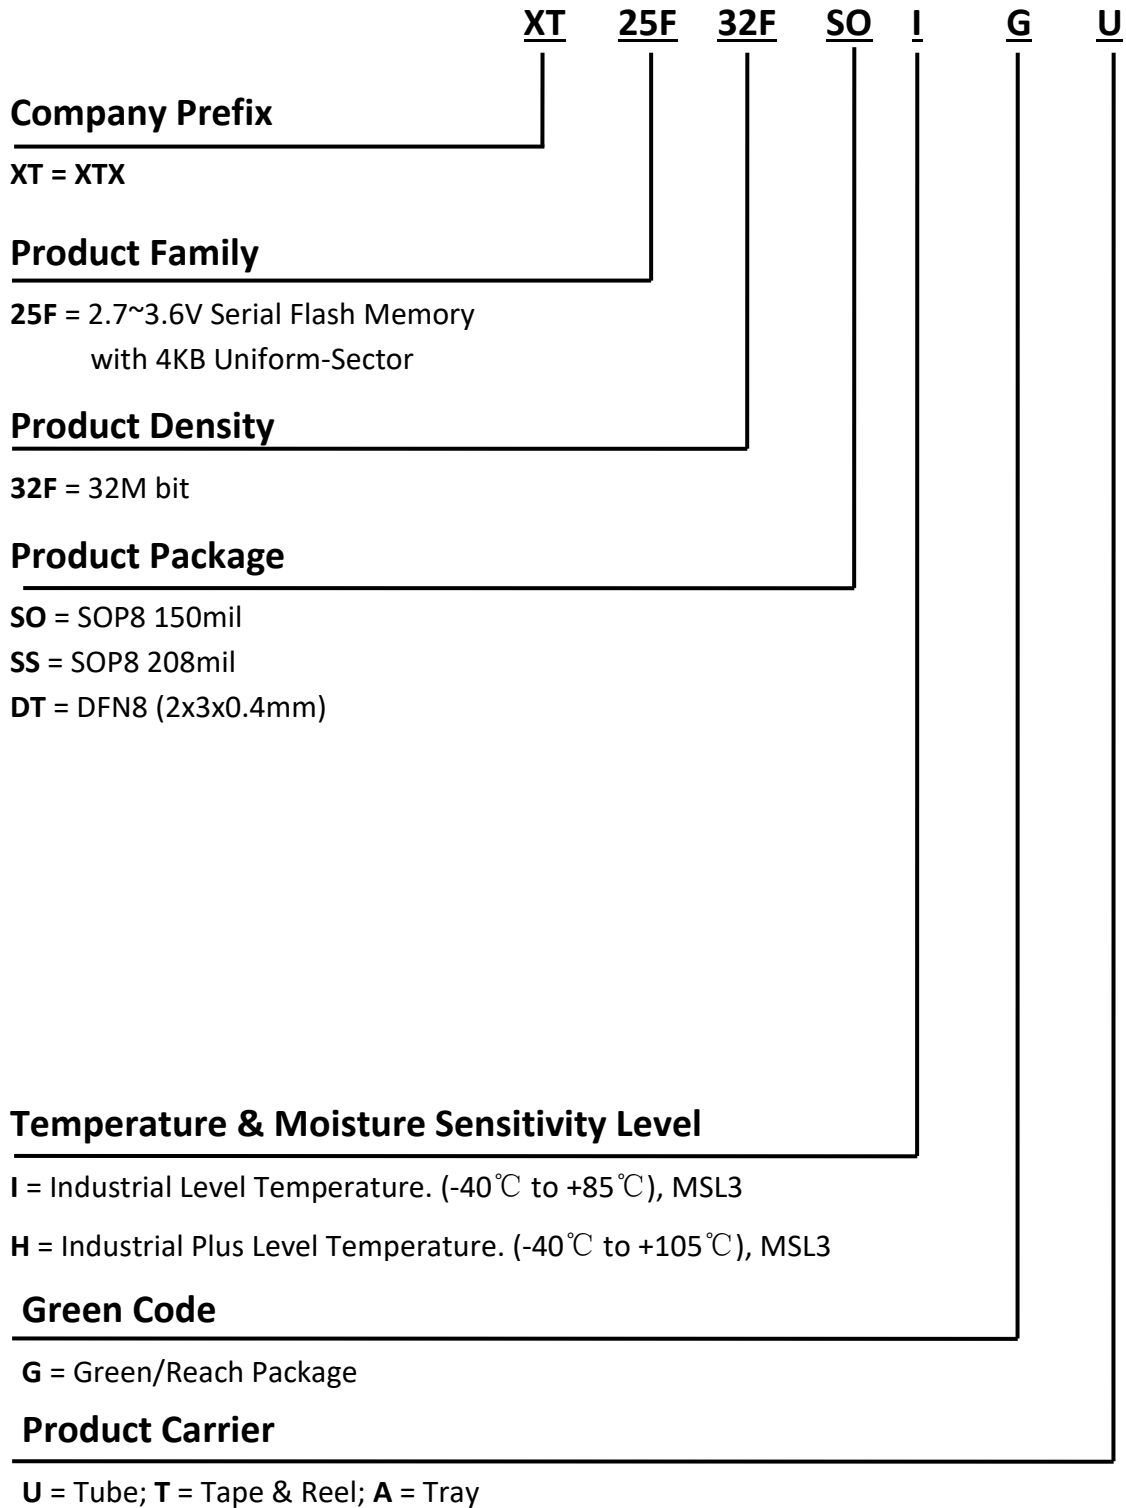 XT 25F 32F SO I G U
Company Prefix
XT = XTX
Product Family
25F = 2.7~3.6V Serial Flash Memory
with 4KB Uniform-Sector
Product Density
32F = 32M bit
Product Package
SO = SOP8 150mil
SS = SOP8 208mil
DT = DFN8 (2x3x0.4mm)
Temperature & Moisture Sensitivity Level
I = Industrial Level Temperature. (-40℃ to +85℃), MSL3
H = Industrial Plus Level Temperature. (-40℃ to +105℃), MSL3
Green Code
G = Green/Reach Package
Product Carrier
U = Tube; T = Tape & Reel; A = Tray